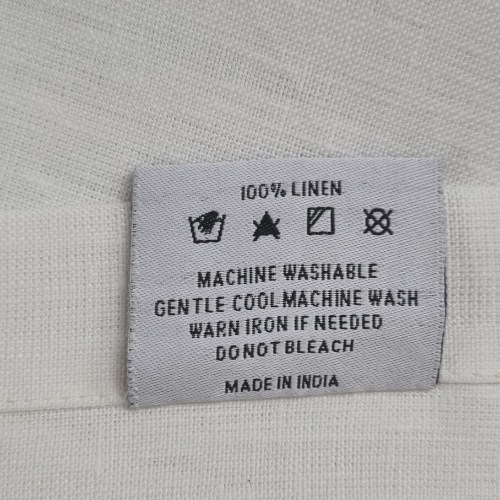 100% LINEN
MACHINE WASHABLE
GENTLE COOL MACHINE WASH
WARN IRON IF NEEDED
DO NOT BLEACH
MADE IN INDIA